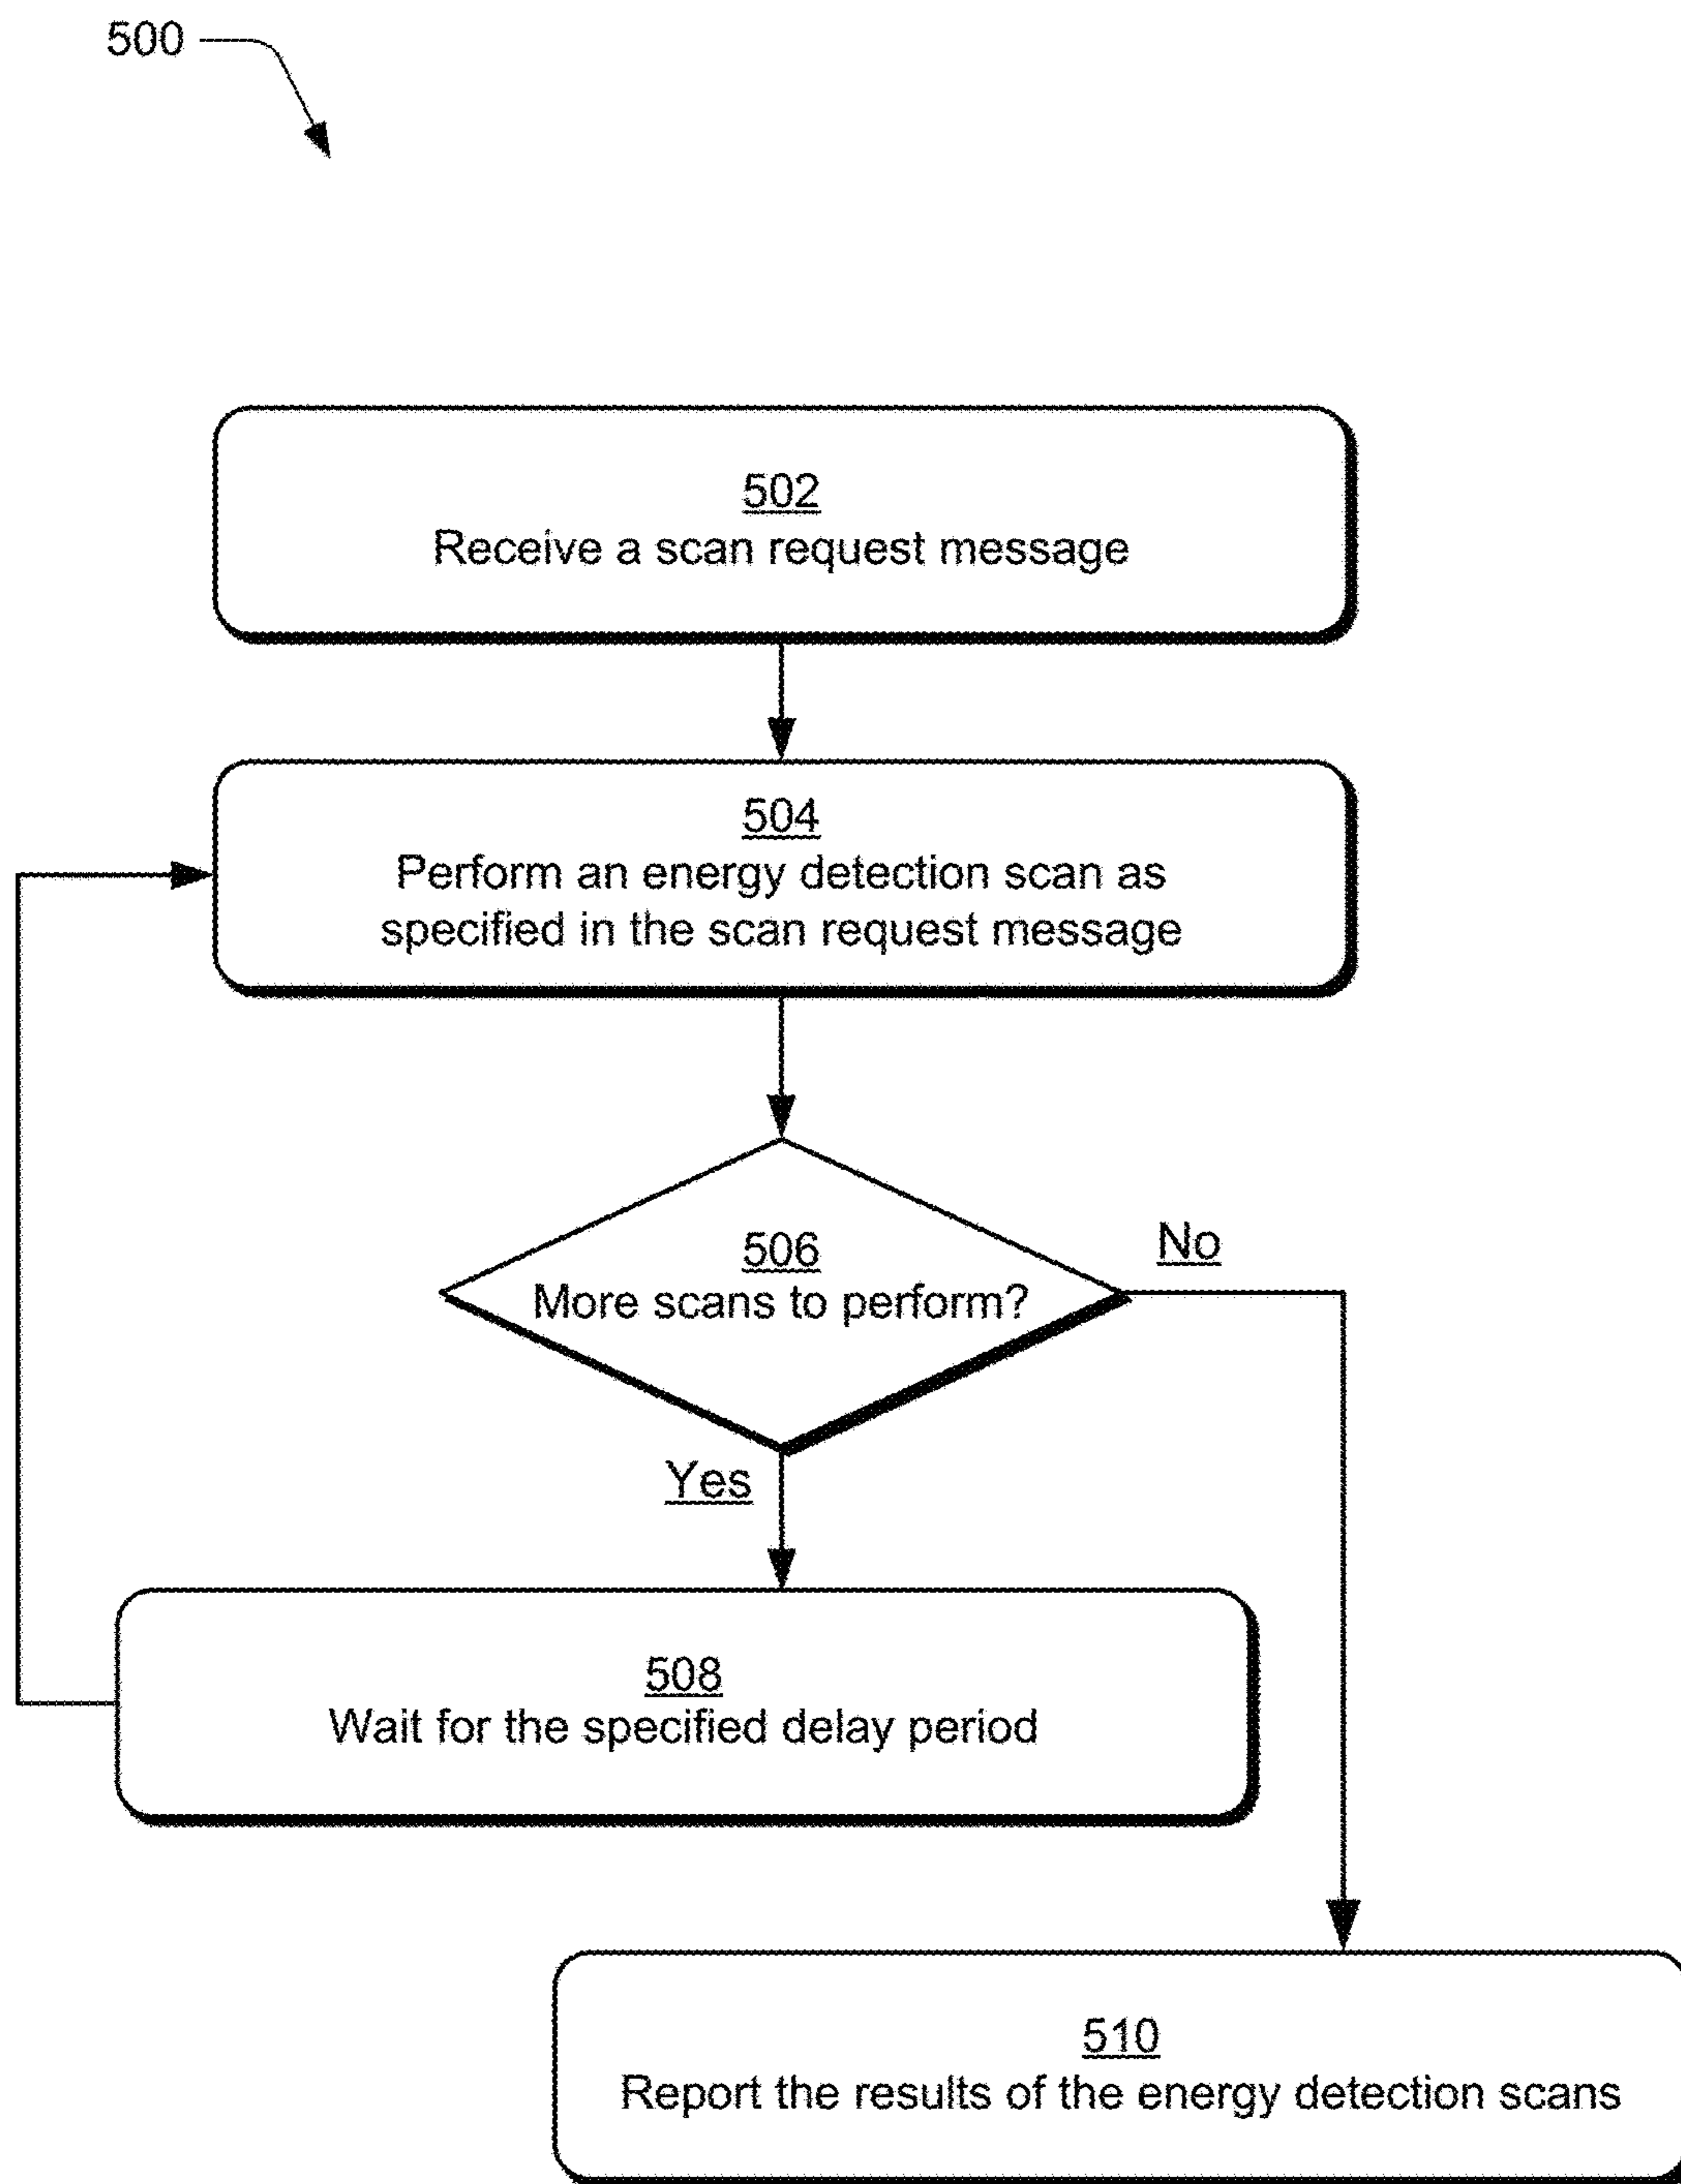 500
502
Receive a scan request message
504
Perform an energy detection scan as
specified in the scan request message
506
More scans to perform?
No
Yes
508
Wait for the specified delay period
510
Report the results of the energy detection scans